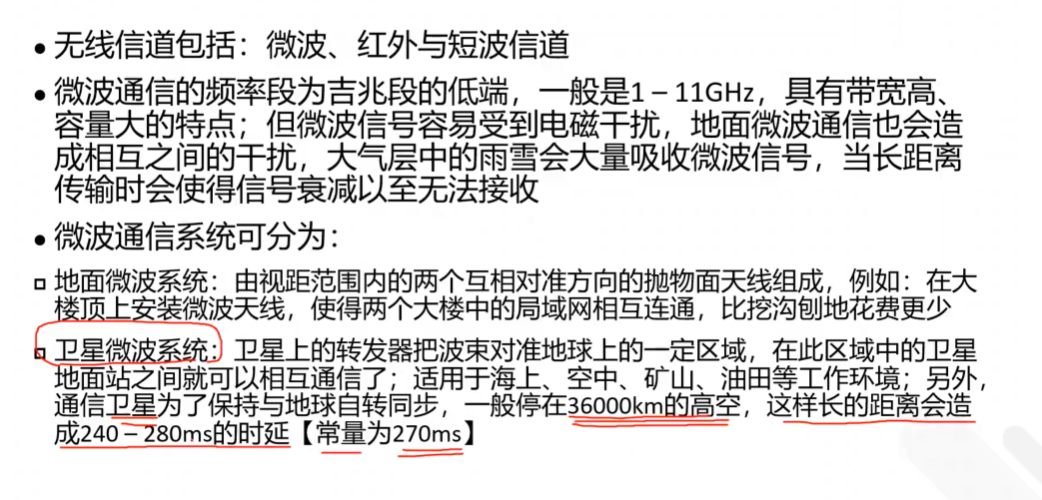 • 无线信道包括：微波、红外与短波信道
• 微波通信的频率段为吉兆段的低端，一般是1 – 11GHz，具有带宽高、
容量大的特点；但微波信号容易受到电磁干扰，地面微波通信也会造
成相互之间的干扰，大气层中的雨雪会大量吸收微波信号，当长距离
传输时会使得信号衰减以至无法接收
• 微波通信系统可分为：
▫ 地面微波系统：由视距范围内的两个互相对准方向的抛物面天线组成，例如：在大
楼顶上安装微波天线，使得两个大楼中的局域网相互连通，比挖沟刨地花费更少
▫ 卫星微波系统：卫星上的转发器把波束对准地球上的一定区域，在此区域中的卫星
地面站之间就可以相互通信了；适用于海上、空中、矿山、油田等工作环境；另外，
通信卫星为了保持与地球自转同步，一般停在36000km的高空，这样长的距离会造
成240 – 280ms的时延【常量为270ms】